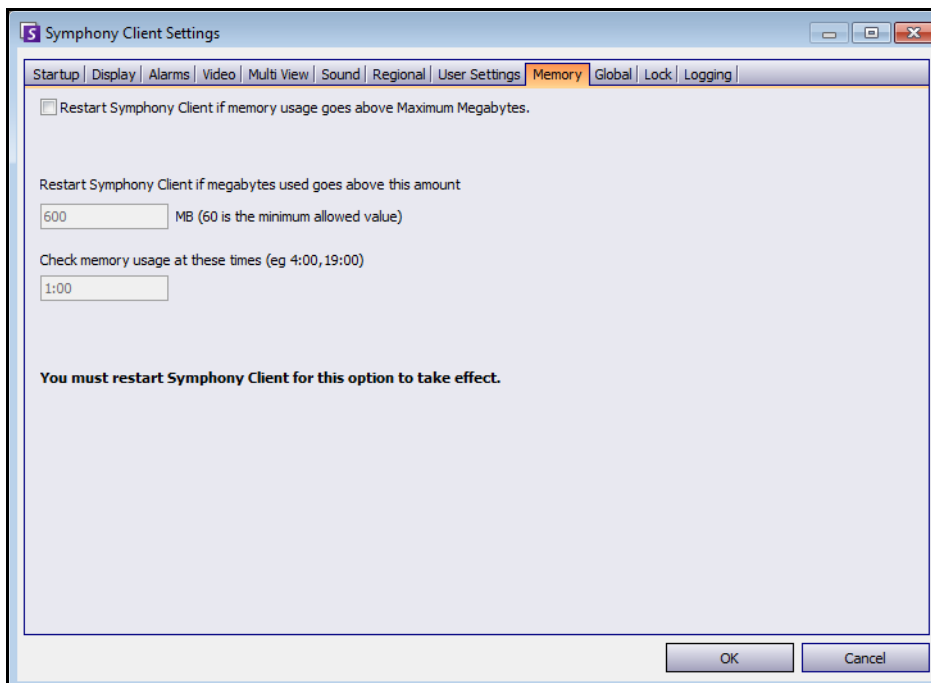 Symphony Client Settings
Startup Display Alarms Video Multi View Sound Regional User Settings Memory Global Lock Logging
Restart Symphony Client if memory usage goes above Maximum Megabytes.
Restart Symphony Client if megabytes used goes above this amount
600 MB (60 is the minimum allowed value)
Check memory usage at these times (eg 4:00,19:00)
1:00
You must restart Symphony Client for this option to take effect.
OK Cancel